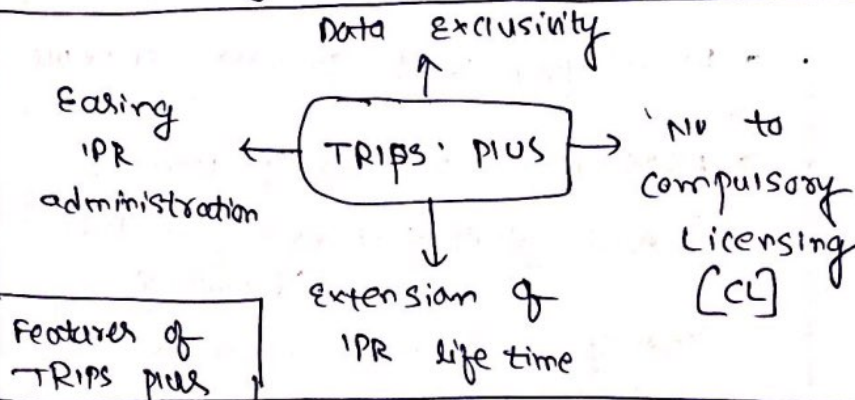 Data Exclusivity
Easing
IPR
administration
TRIPS PLUS
'No to
compulsory
Licensing
[CL]
Extension of
IPR life time
Features of
TRIPS plus